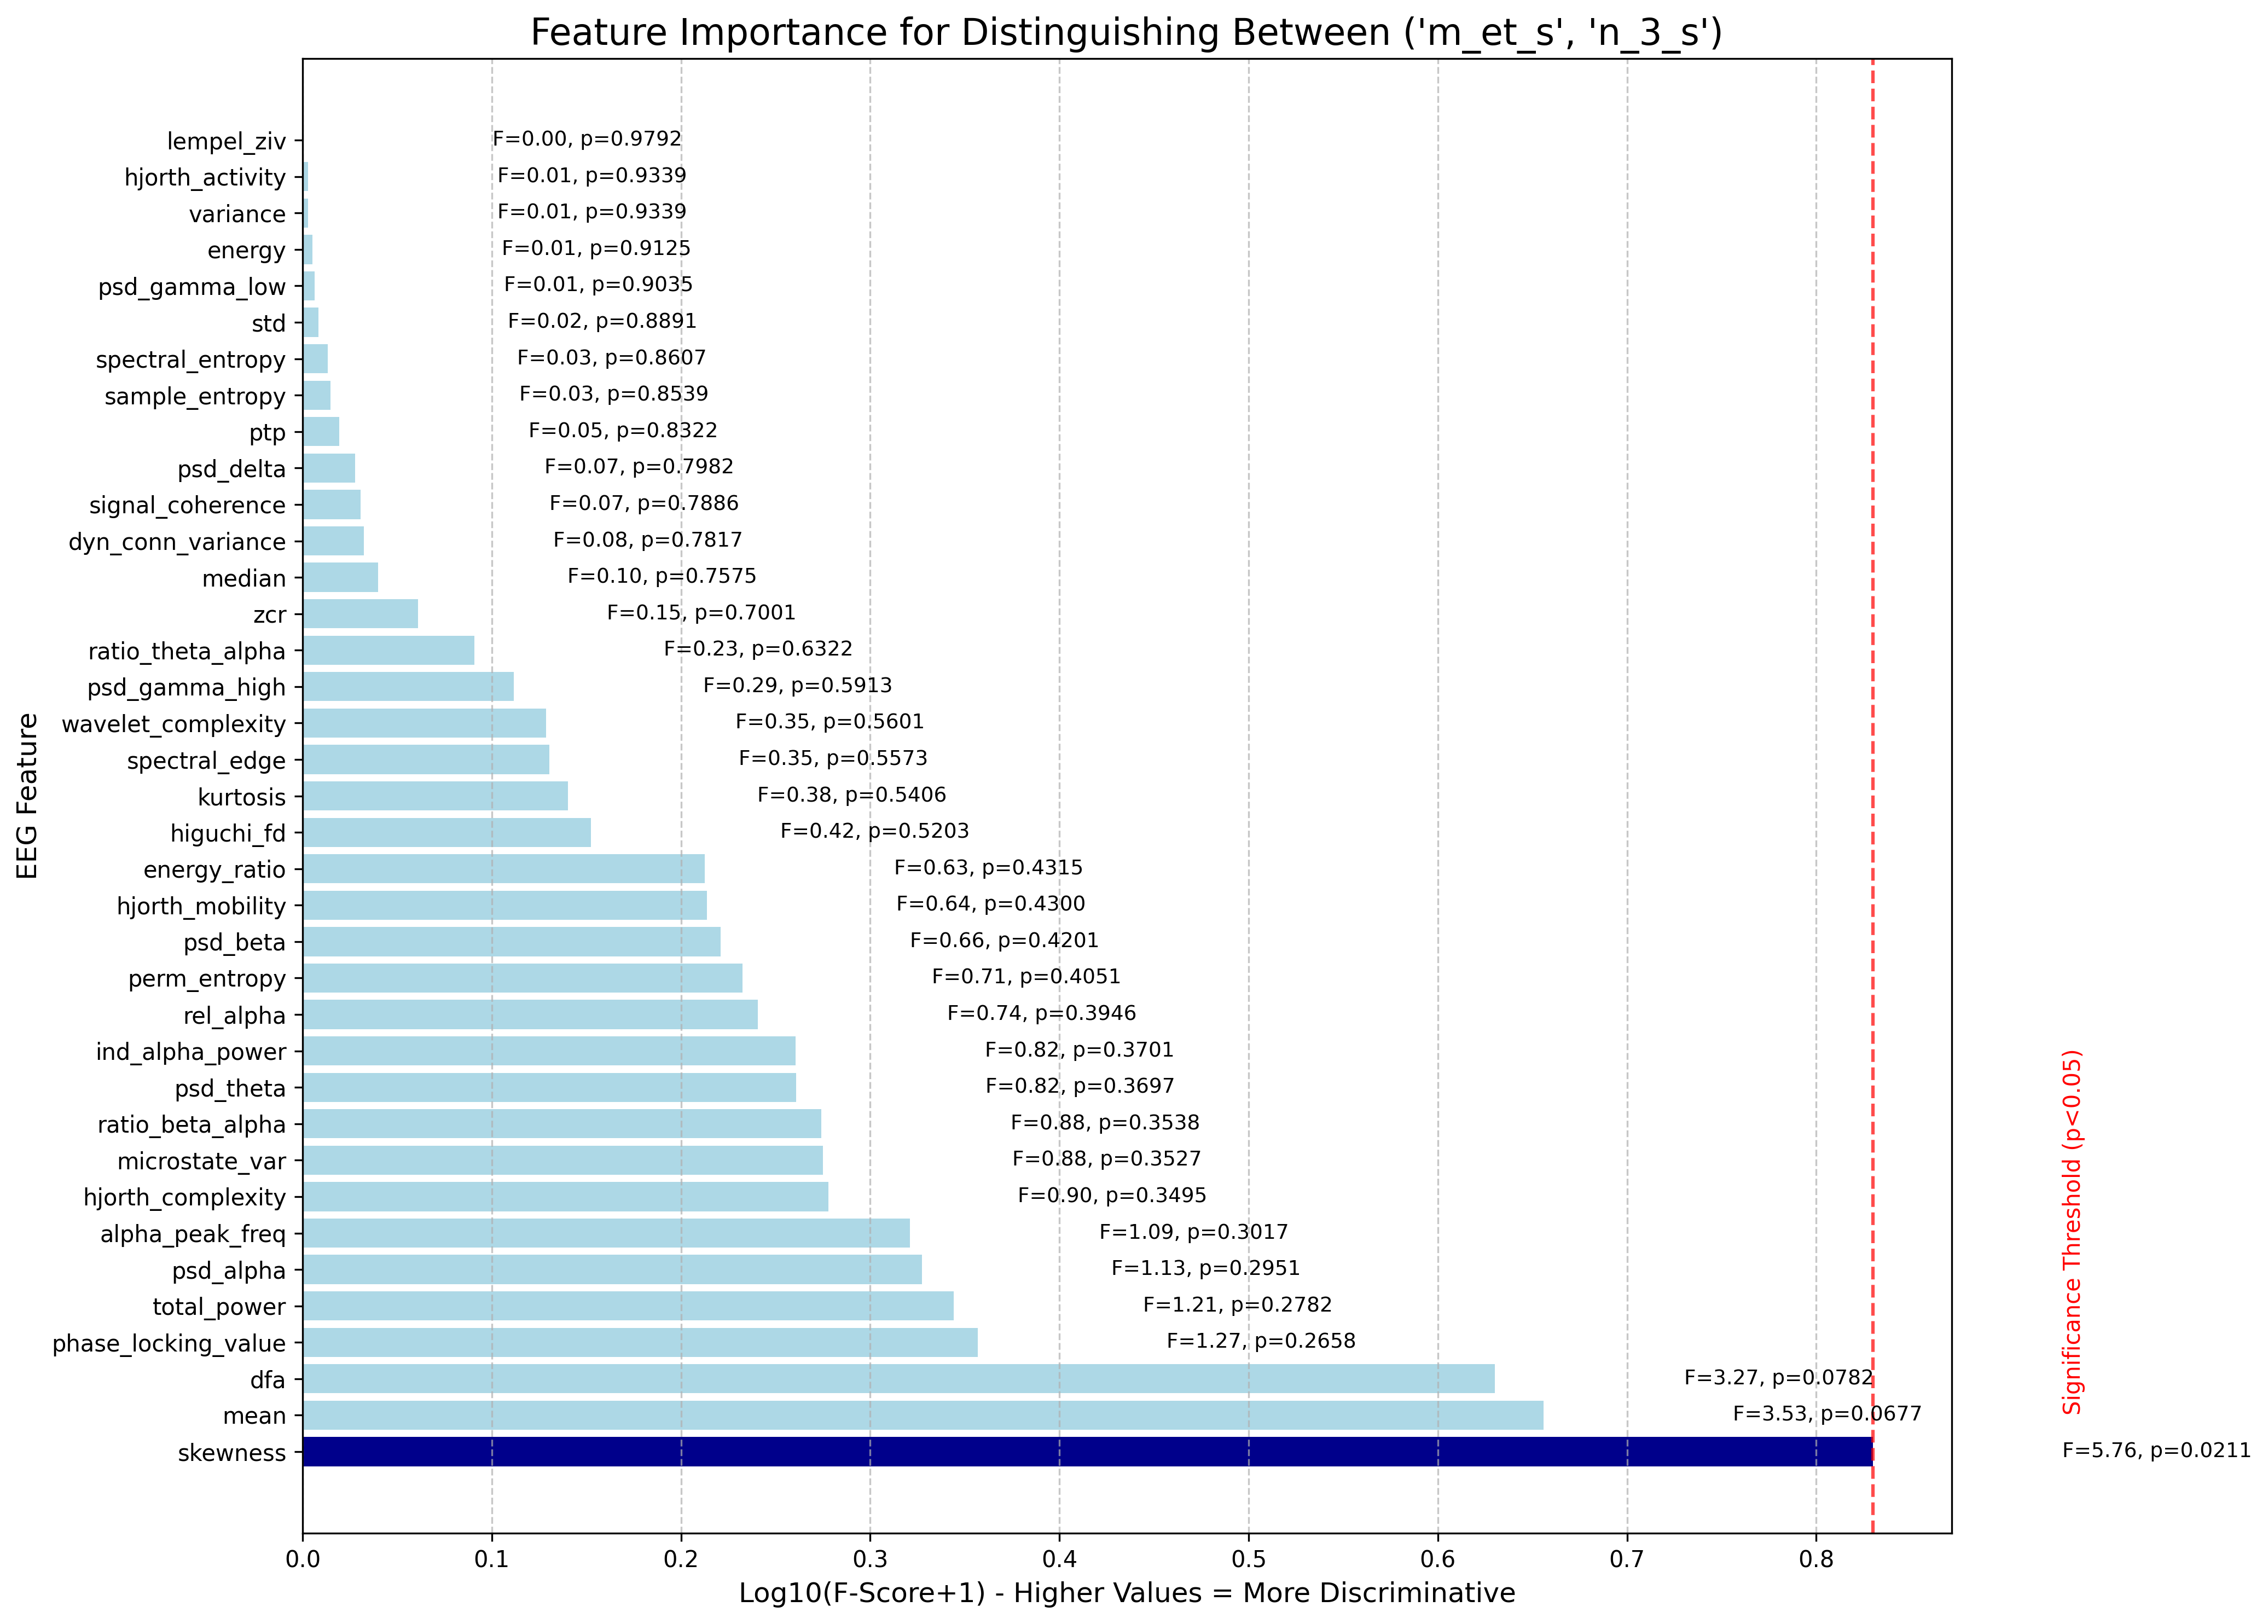 Feature Importance for Distinguishing Between ('m_et_s', 'n_3_s')
EEG Feature
lempel_ziv F=0.00, p=0.9792
hjorth_activity F=0.01, p=0.9339
variance F=0.01, p=0.9339
energy F=0.01, p=0.9125
psd_gamma_low F=0.01, p=0.9035
std F=0.02, p=0.8891
spectral_entropy F=0.03, p=0.8607
sample_entropy F=0.03, p=0.8539
ptp F=0.05, p=0.8322
psd_delta F=0.07, p=0.7982
signal_coherence F=0.07, p=0.7886
dyn_conn_variance F=0.08, p=0.7817
median F=0.10, p=0.7575
zcr F=0.15, p=0.7001
ratio_theta_alpha F=0.23, p=0.6322
psd_gamma_high F=0.29, p=0.5913
wavelet_complexity F=0.35, p=0.5601
spectral_edge F=0.35, p=0.5573
kurtosis F=0.38, p=0.5406
higuchi_fd F=0.42, p=0.5203
energy_ratio F=0.63, p=0.4315
hjorth_mobility F=0.64, p=0.4300
psd_beta F=0.66, p=0.4201
perm_entropy F=0.71, p=0.4051
rel_alpha F=0.74, p=0.3946
ind_alpha_power F=0.82, p=0.3701
psd_theta F=0.82, p=0.3697
ratio_beta_alpha F=0.88, p=0.3538
microstate_var F=0.88, p=0.3527
hjorth_complexity F=0.90, p=0.3495
alpha_peak_freq F=1.09, p=0.3017
psd_alpha F=1.13, p=0.2951
total_power F=1.21, p=0.2782
phase_locking_value F=1.27, p=0.2658
dfa F=3.27, p=0.0782
mean F=3.53, p=0.0677
skewness F=5.76, p=0.0211
Significance Threshold (p<0.05)
0.0 0.1 0.2 0.3 0.4 0.5 0.6 0.7 0.8
Log10(F-Score+1) - Higher Values = More Discriminative